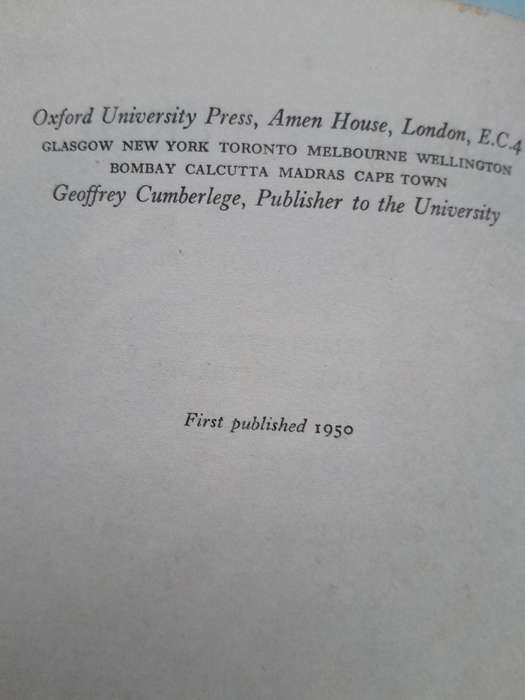 Oxford University Press, Amen House, London, E.C.4
GLASGOW NEW YORK TORONTO MELBOURNE WELLINGTON
BOMBAY CALCUTTA MADRAS CAPE TOWN
Geoffrey Cumberlege, Publisher to the University
First published 1950